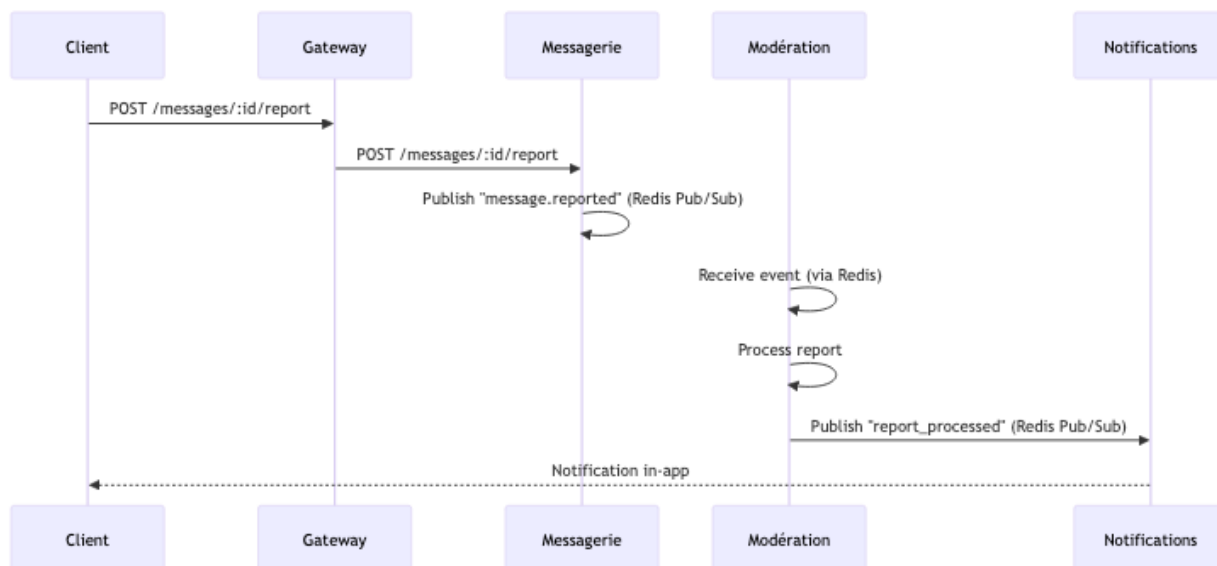 Client
Gateway
Messagerie
Modération
Notifications
POST /messages/:id/report
POST /messages/:id/report
Publish "message.reported" (Redis Pub/Sub)
Receive event (via Redis)
Process report
Publish "report_processed" (Redis Pub/Sub)
Notification in-app
Client
Gateway
Messagerie
Modération
Notifications